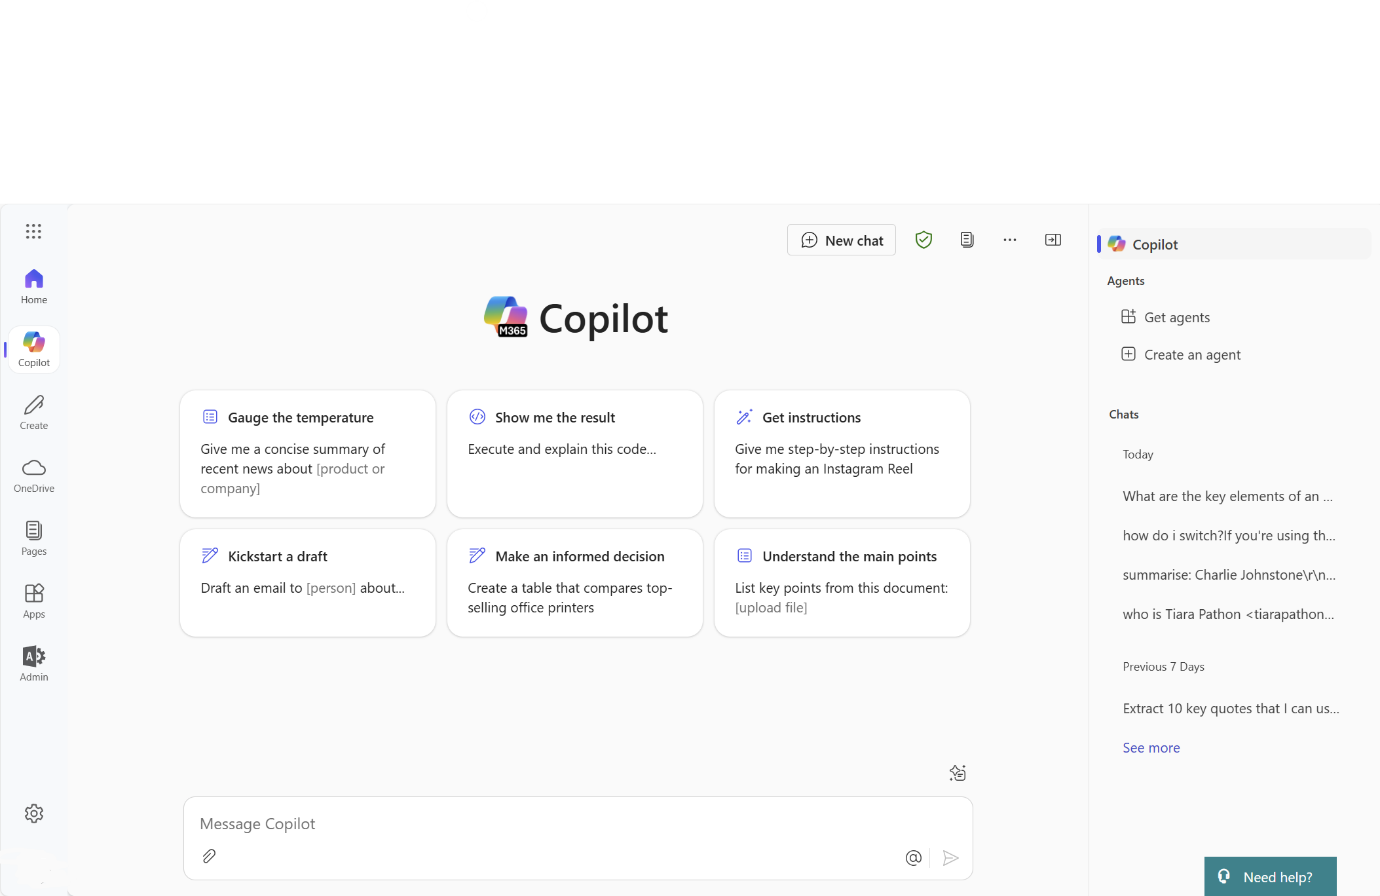 Home
Copilot
Create
OneDrive
Pages
Apps
Admin
New chat
M365
Copilot
Gauge the temperature
Give me a concise summary of
recent news about [product or
company]
Show me the result
Execute and explain this code...
Get instructions
Give me step-by-step instructions
for making an Instagram Reel
Kickstart a draft
Draft an email to [person] about...
Make an informed decision
Create a table that compares top-
selling office printers
Understand the main points
List key points from this document:
[upload file]
Message Copilot
Copilot
Agents
Get agents
Create an agent
Chats
Today
What are the key elements of an ...
how do i switch?If you're using th...
summarise: Charlie Johnstone\r\n...
who is Tiara Pathon <tiarapathon...
Previous 7 Days
Extract 10 key quotes that I can us...
See more
Need help?